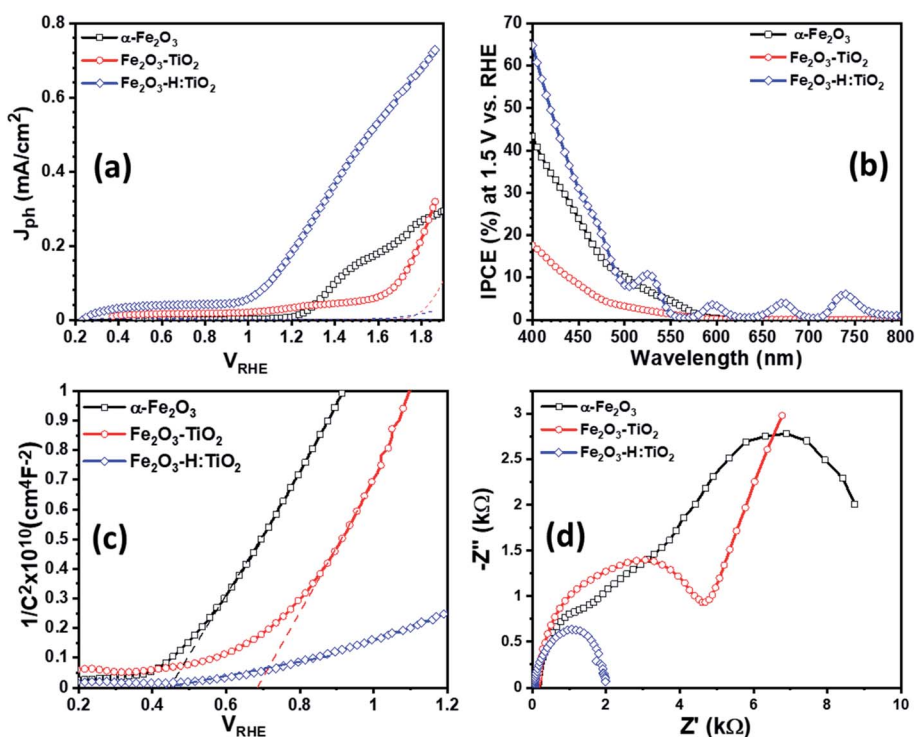 0.8
0.6
0.4
0.2
0.0
J_ph (mA/cm²)
α-Fe₂O₃
Fe₂O₃-TiO₂
Fe₂O₃-H:TiO₂
(a)
0.2 0.4 0.6 0.8 1.0 1.2 1.4 1.6 1.8
V_RHE
70
60
50
40
30
20
10
0
IPCE (%) at 1.5 V vs. RHE
α-Fe₂O₃
Fe₂O₃-TiO₂
Fe₂O₃-H:TiO₂
(b)
400 450 500 550 600 650 700 750 800
Wavelength (nm)
1
0.9
0.8
0.7
0.6
0.5
0.4
0.3
0.2
0.1
0
1/C²x10¹⁰(cm⁴F⁻²)
α-Fe₂O₃
Fe₂O₃-TiO₂
Fe₂O₃-H:TiO₂
(c)
0.2 0.4 0.6 0.8 1 1.2
V_RHE
3
2.5
2
1.5
1
0.5
0
-Z'' (kΩ)
α-Fe₂O₃
Fe₂O₃-TiO₂
Fe₂O₃-H:TiO₂
(d)
0 2 4 6 8 10
Z' (kΩ)